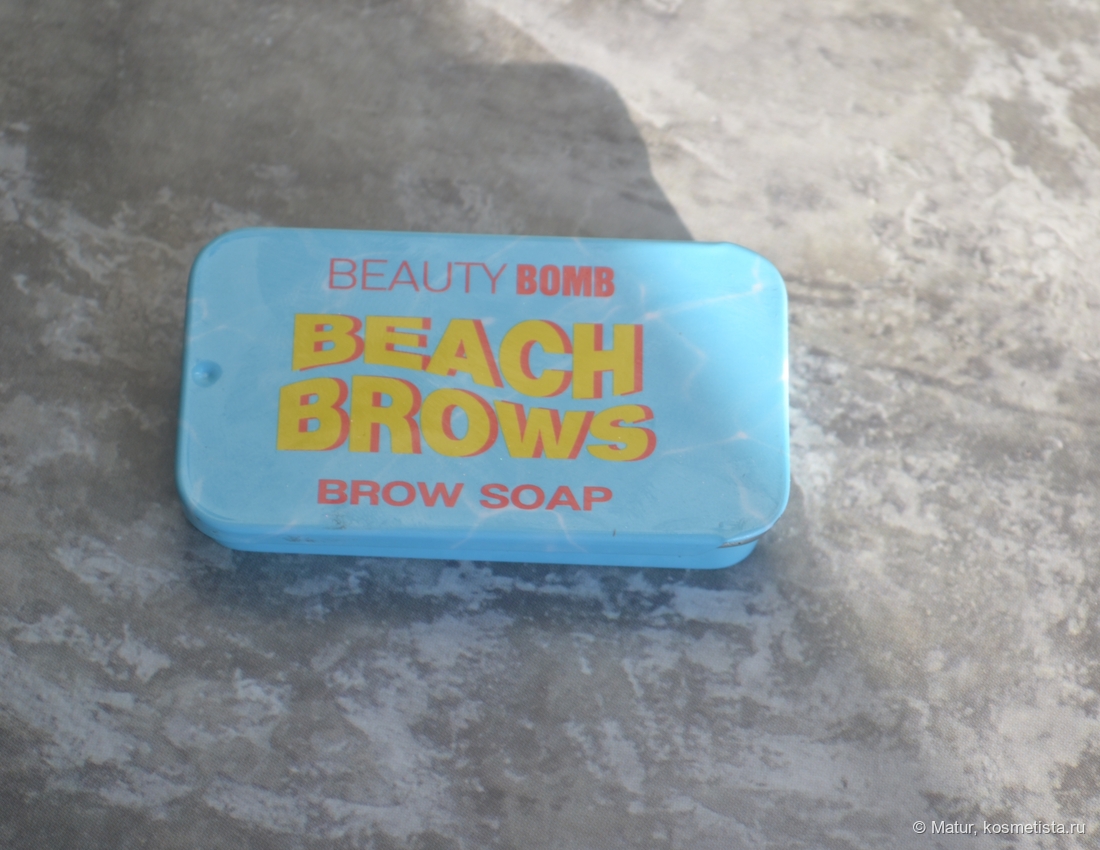 BEAUTY BOMB
BEACH
BROWS
BROW SOAP
© Matur, kosmetista.ru